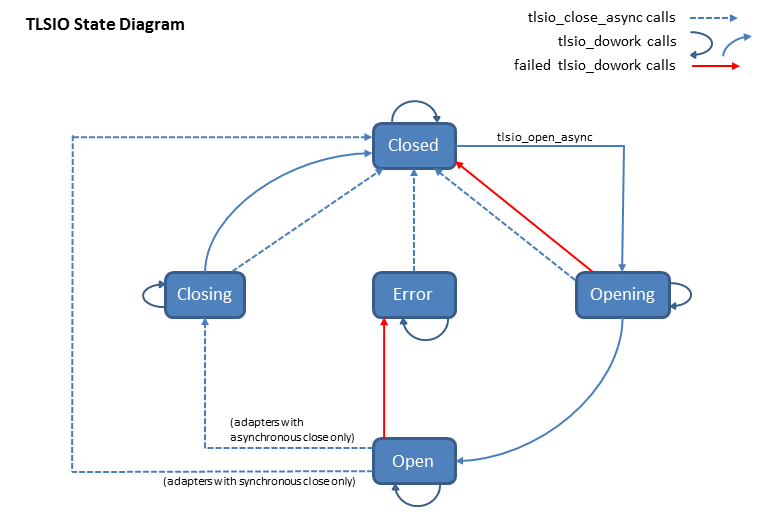 TLSIO State Diagram
tlsio_close_async calls
tlsio_dowork calls
failed tlsio_dowork calls
Closed
tlsio_open_async
Closing
Error
Opening
(adapters with
asynchronous close only)
Open
(adapters with synchronous close only)